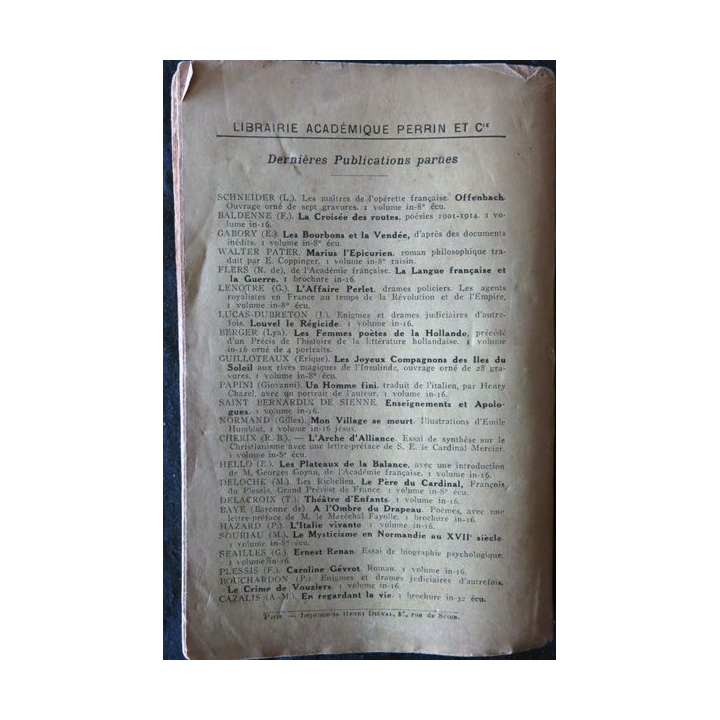 LIBRAIRIE ACADÉMIQUE PERRIN ET Cie
Dernières Publications parues
SCHNEIDER (L.). Les maîtres de l'opérette française. Offenbach.
Ouvrage orné de sept gravures. 1 volume in-8° écu.
BALDENNE (F.). La Croisée des routes, poésies 1901-1914. 1 vo-
lume in-16.
GABORY (E.). Les Bourbons et la Vendée, d'après des documents
inédits. 1 volume in-8° écu.
WALTER PATER. Marius l'Epicurien, roman philosophique tra-
duit par E. Coppinger. 1 volume in-8° raisin.
FLERS (R. de), de l'Académie française. La Langue française et
la Guerre. 1 brochure in-16.
LENOTRE (G.). L'Affaire Perlet, drames policiers. Les agents
royalistes en France au temps de la Révolution et de l'Empire.
1 volume in-8° écu.
LUCAS-DUBRETON (J.). Enigmes et drames judiciaires d'autre-
fois. Louvel le Régicide. 1 volume in-16.
BERGER (Lya). Les Femmes poètes de la Hollande, précédé
d'un Précis de l'histoire de la littérature hollandaise. 1 volume
in-16 orné de 4 portraits.
GUILLOTEAUX (Erique). Les Joyeux Compagnons des Iles du
Soleil aux rives magiques de l'Insulinde, ouvrage orné de 28 gra-
vures. 1 volume in-8° écu.
PAPINI (Giovanni). Un Homme fini, traduit de l'italien, par Henry
Chazel, avec un portrait de l'auteur. 1 volume in-16.
SAINT BERNARDIN DE SIENNE. Enseignements et Apolo-
gues. 1 volume in-16.
NORMAND (Gilles). Mon Village se meurt. Illustrations d'Emile
Humblot. 1 volume in-16 jésus.
CHERIX (R.-B.). — L'Arche d'Alliance. Essai de synthèse sur le
Christianisme avec une lettre-préface de S. E. le Cardinal Mercier.
1 volume in-8° écu.
HELLO (E.). Les Plateaux de la Balance, avec une introduction
de M. Georges Goyau, de l'Académie française. 1 volume in-16.
DELOCHE (M.). Les Richelieu. Le Père du Cardinal, François
du Plessis, Grand Prévost de France. 1 volume in-8° écu.
DELACROIX (T.). Théâtre d'Enfants. 1 volume in-16.
BAYE (Baronne de). A l'Ombre du Drapeau. Poèmes, avec une
lettre préface de M. le Maréchal Fayolle. 1 brochure in-16.
HAZARD (P.). L'Italie vivante. 1 volume in-16.
SOURIAU (M.). Le Mysticisme en Normandie au XVIIe siècle.
1 volume in-8° écu.
SEAILLES (G.). Ernest Renan. Essai de biographie psychologique.
1 volume in-16.
PLESSIS (F.). Caroline Gévrot. Roman. 1 volume in-16.
BOUCHARDON (P.). Enigmes et drames judiciaires d'autrefois.
Le Crime de Vouziers. 1 volume in-16.
CAZALIS (A.-M.). En regardant la vie. 1 brochure in-32 écu.
Paris. — Imprimerie HENRI DIÉVAL, 57, rue de Seine.